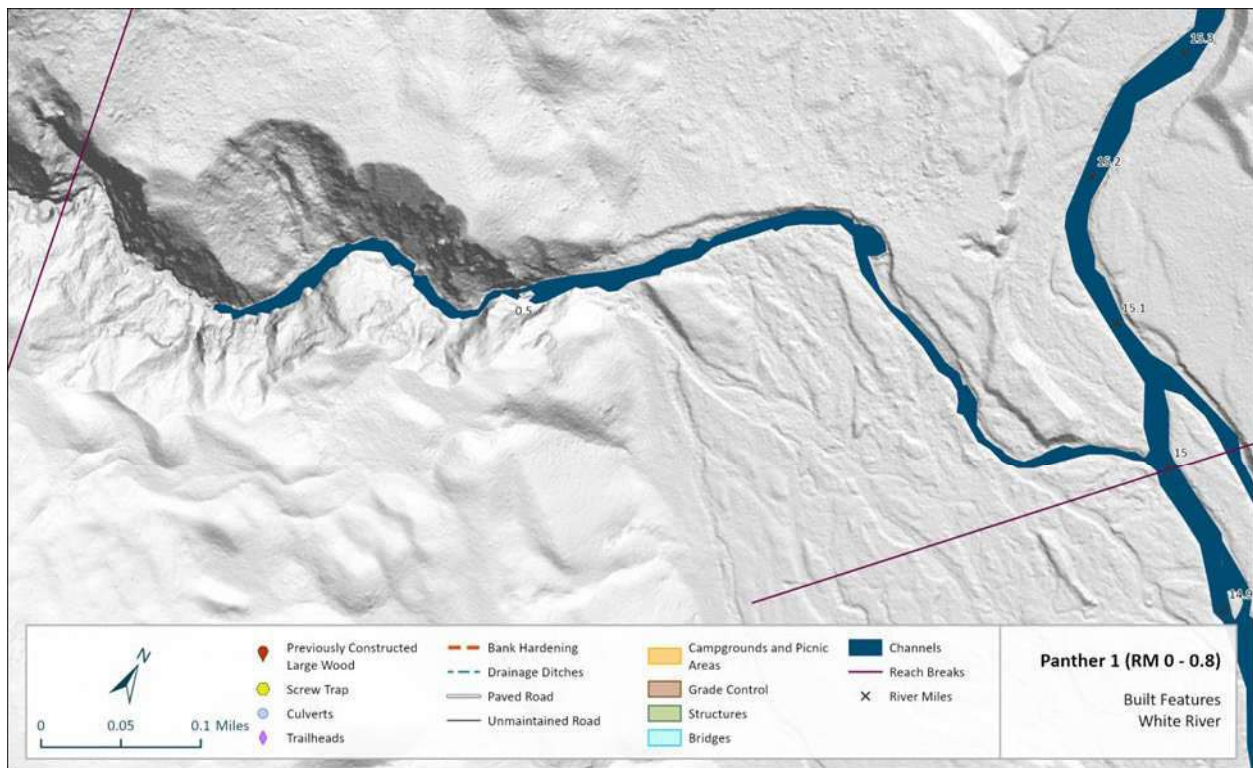 15.3
15.2
15.1
0.5
15
14.9
N
0 0.05 0.1 Miles
Previously Constructed
Large Wood
Screw Trap
Culverts
Trailheads
Bank Hardening
Drainage Ditches
Paved Road
Unmaintained Road
Campgrounds and Picnic
Areas
Grade Control
Structures
Bridges
Channels
Reach Breaks
River Miles
Panther 1 (RM 0 - 0.8)
Built Features
White River